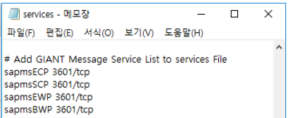 services - 메모장
파일(F) 편집(E) 서식(O) 보기(V) 도움말(H)
# Add GIANT Message Service List to services File
sapmsECP 3601/tcp
sapmsSCP 3601/tcp
sapmsEWP 3601/tcp
sapmsBWP 3601/tcp